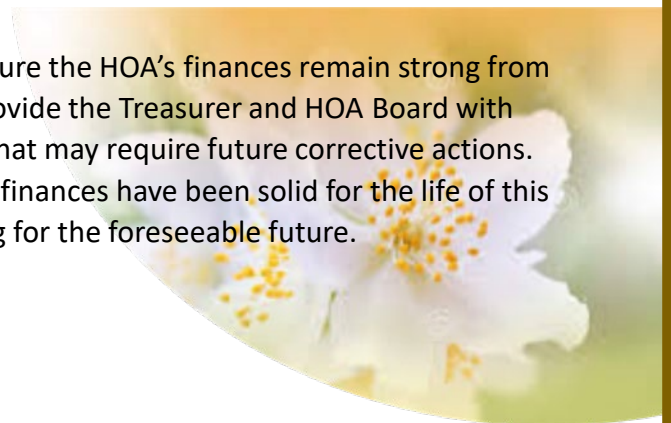 ure the HOA's finances remain strong from
ovide the Treasurer and HOA Board with
hat may require future corrective actions.
finances have been solid for the life of this
g for the foreseeable future.